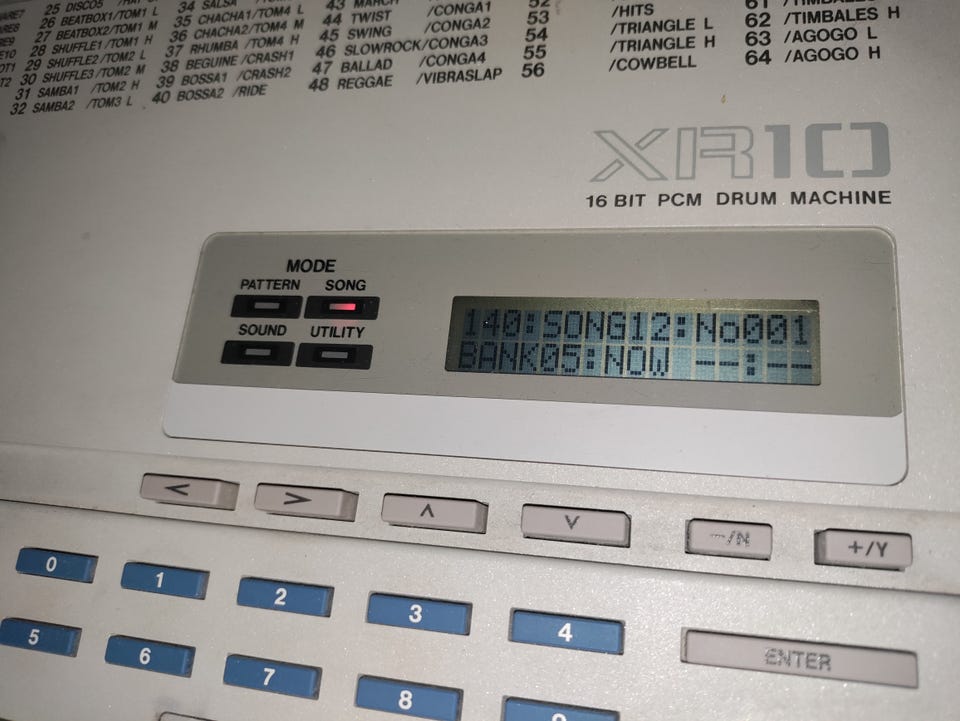 25 DISCO5
26 BEATBOX1/TOM1 L
27 BEATBOX2/TOM1 M
28 SHUFFLE1/TOM1 H
29 SHUFFLE2/TOM2 L
30 SHUFFLE3/TOM2 M
31 SAMBA1 /TOM2 H
32 SAMBA2 /TOM3 L
34 SALSA
35 CHACHA1/TOM4 L
36 CHACHA2/TOM4 M
37 RHUMBA /TOM4 H
38 BEGUINE /CRASH1
39 BOSSA1 /CRASH2
40 BOSSA2 /RIDE
43 MARCH
44 TWIST /CONGA1
45 SWING /CONGA2
46 SLOWROCK/CONGA3
47 BALLAD /CONGA4
48 REGGAE /VIBRASLAP
52 /HITS
53 /TRIANGLE L
54 /TRIANGLE H
55 /COWBELL
56
61
62 /TIMBALES H
63 /AGOGO L
64 /AGOGO H
XR10
16 BIT PCM DRUM MACHINE
MODE
PATTERN SONG
SOUND UTILITY
140:SONG12:No001
BANK05:NOW --:--
< > ∧ ∨ −/N +/Y
0 1 2 3 4
5 6 7 8 9
ENTER